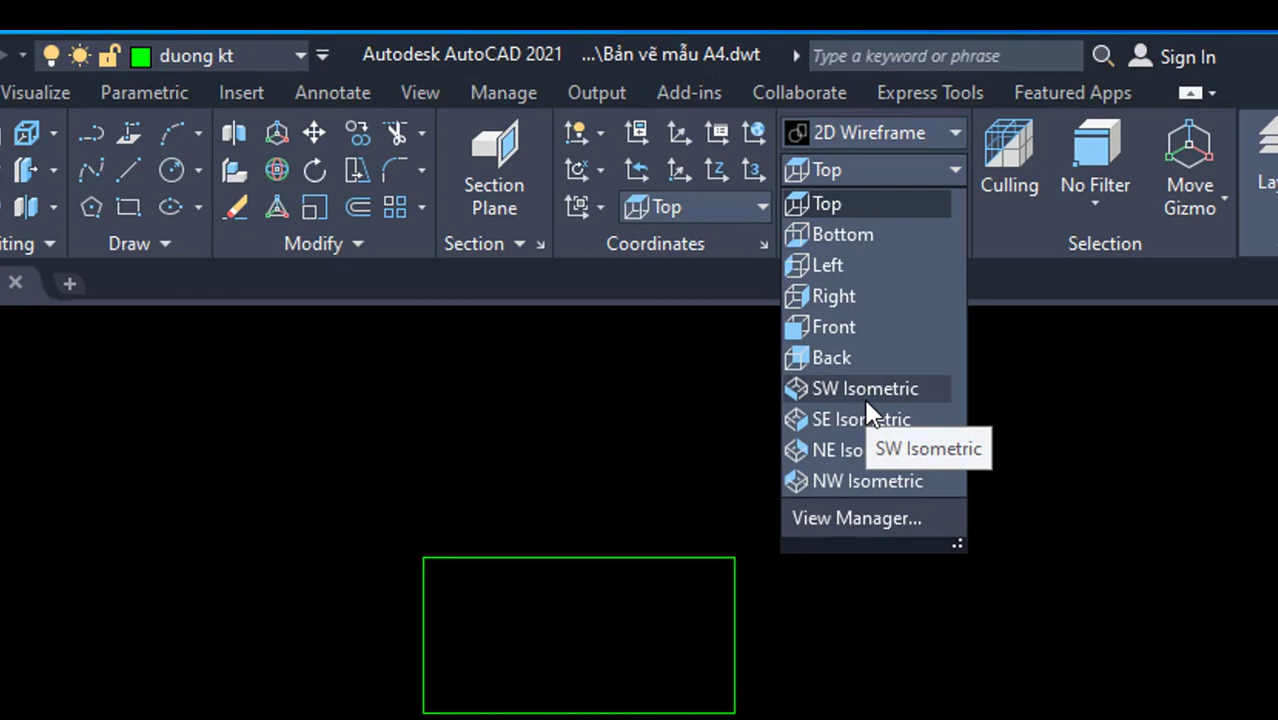 duong kt
Autodesk AutoCAD 2021 ...\Bản vẽ mẫu A4.dwt
Type a keyword or phrase
Sign In
Visualize Parametric Insert Annotate View Manage Output Add-ins Collaborate Express Tools Featured Apps
Section
Plane
2D Wireframe
Top
Top
Culling
No Filter
Move
Gizmo
Draw
Modify
Section
Coordinates
Selection
Top
Bottom
Left
Right
Front
Back
SW Isometric
SE Isometric
NE Iso
NW Isometric
SW Isometric
View Manager...